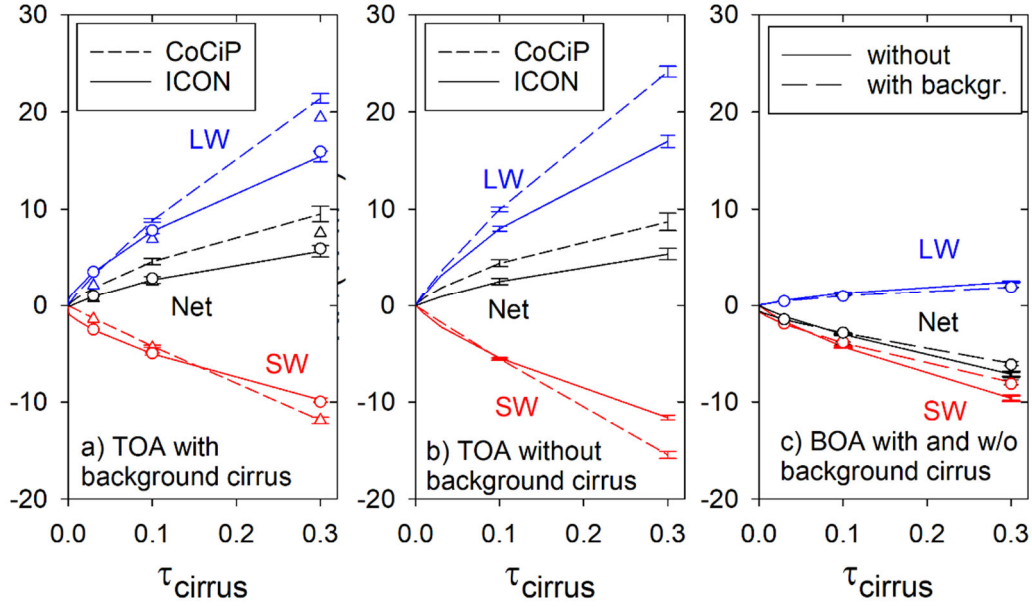 30
20
10
0
-10
-20
CoCiP
ICON
LW
Net
SW
a) TOA with
background cirrus
0.0 0.1 0.2 0.3
τcirrus
30
20
10
0
-10
-20
CoCiP
ICON
LW
Net
SW
b) TOA without
background cirrus
0.0 0.1 0.2 0.3
τcirrus
30
20
10
0
-10
-20
without
with backgr.
LW
Net
SW
c) BOA with and w/o
background cirrus
0.0 0.1 0.2 0.3
τcirrus